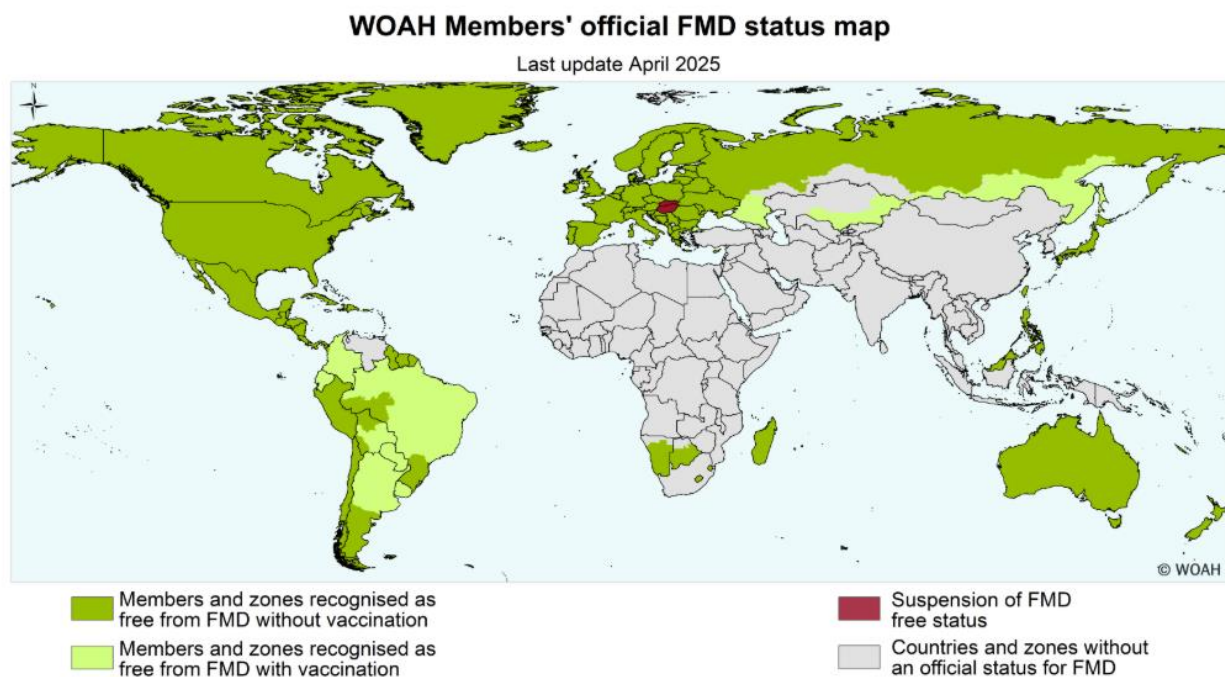 WOAH Members' official FMD status map
Last update April 2025
N
© WOAH
Members and zones recognised as
free from FMD without vaccination
Members and zones recognised as
free from FMD with vaccination
Suspension of FMD
free status
Countries and zones without
an official status for FMD